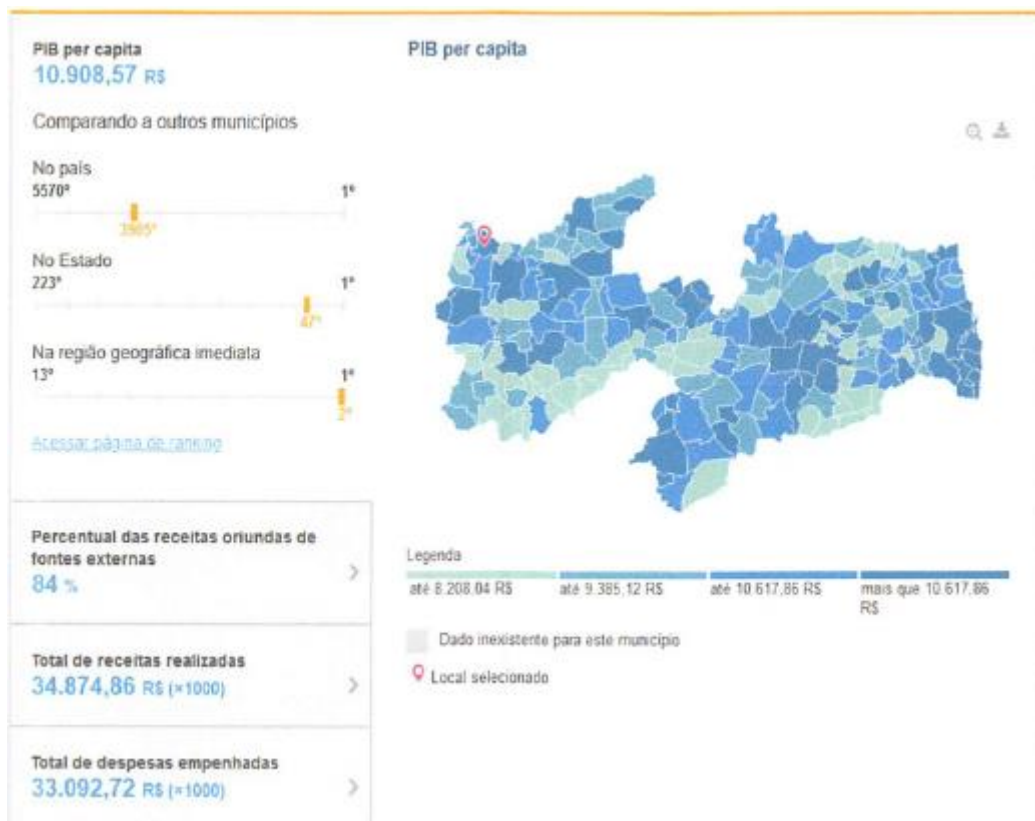 PIB per capita
10.908,57 R$
Comparando a outros municípios
No país
5570º
1º
3985º
No Estado
223º
1º
47º
Na região geográfica imediata
13º
1º
2º
Acessar página de ranking
Percentual das receitas oriundas de
fontes externas
84 %
Total de receitas realizadas
34.874,86 R$ (×1000)
Total de despesas empenhadas
33.092,72 R$ (×1000)
PIB per capita
Legenda
até 8.208,04 R$
até 9.385,12 R$
até 10.617,86 R$
mais que 10.617,86
R$
Dado inexistente para este município
Local selecionado